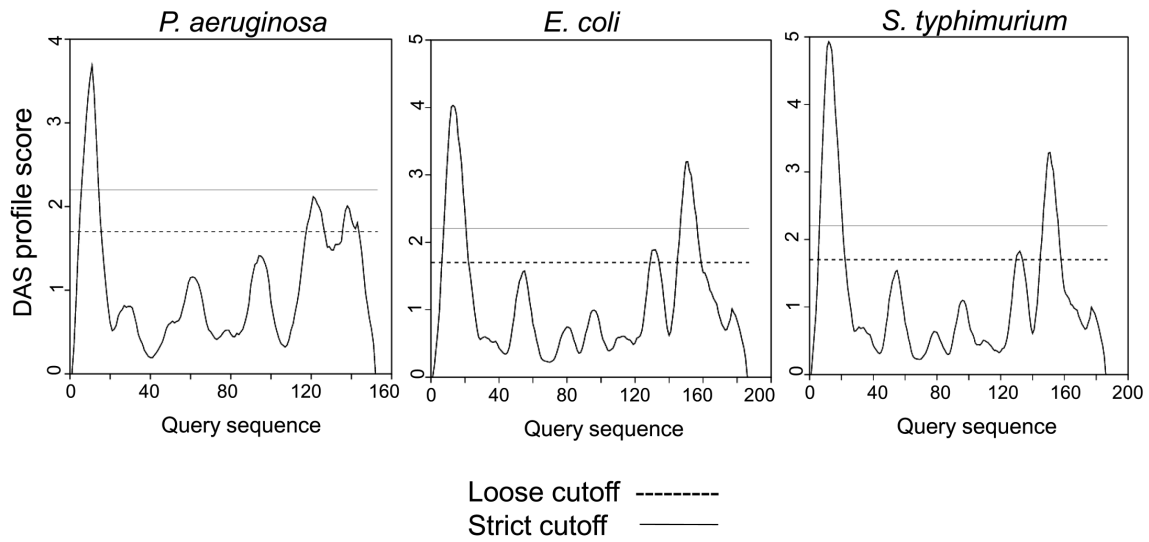 P. aeruginosa E. coli S. typhimurium
DAS profile score
4
3
2
1
0
0 40 80 120 160
Query sequence
5
4
3
2
1
0
0 40 80 120 160 200
Query sequence
5
4
3
2
1
0
0 40 80 120 160 200
Query sequence
Loose cutoff
Strict cutoff